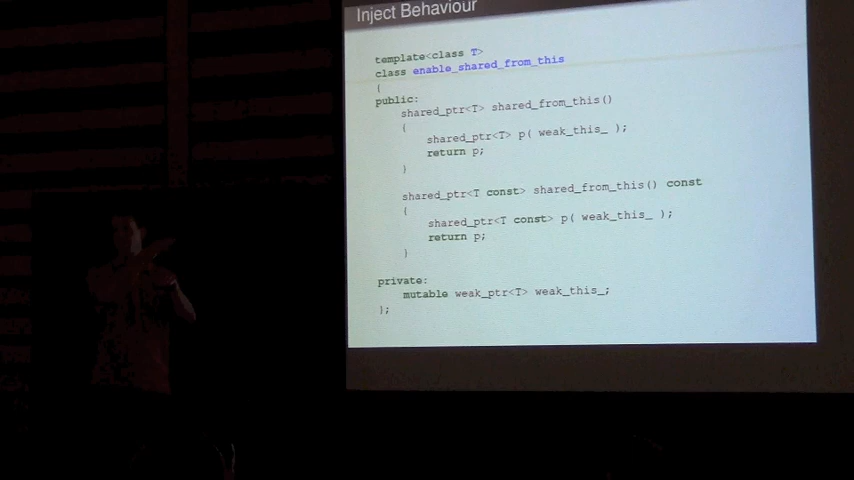 Inject Behaviour
template<class T>
class enable_shared_from_this
{
public:
shared_ptr<T> shared_from_this()
{
shared_ptr<T> p( weak_this_ );
return p;
}
shared_ptr<T const> shared_from_this() const
{
shared_ptr<T const> p( weak_this_ );
return p;
}
private:
mutable weak_ptr<T> weak_this_;
};